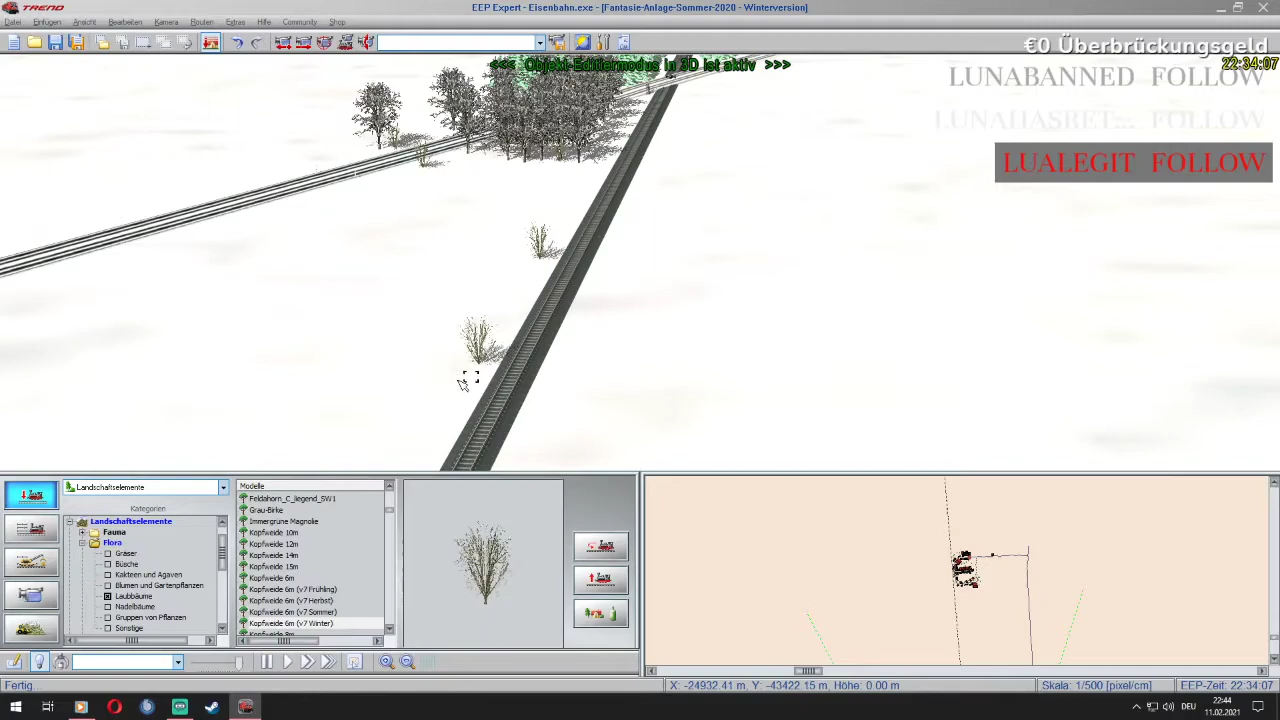 TREND
EEP Expert - Eisenbahn.exe - [Fantasie-Anlage-Sommer-2020 - Winterversion]
Datei Einfügen Ansicht Bearbeiten Kamera Routen Extras Hilfe Community Shop
€0 Überbrückungsgeld
<<< Objekt-Editiermodus in 3D ist aktiv >>>
22:34:07
LUNABANNED FOLLOW
LUNAHASRET... FOLLOW
LUALEGIT FOLLOW
Landschaftselemente
Kategorien
Landschaftselemente
Fauna
Flora
Gräser
Büsche
Kakteen und Agaven
Blumen und Gartenpflanzen
Laubbäume
Nadelbäume
Gruppen von Pflanzen
Sonstige
Modelle
Feldahorn_C_liegend_SW1
Grau-Birke
Immergrüne Magnolie
Kopfweide 10m
Kopfweide 12m
Kopfweide 14m
Kopfweide 15m
Kopfweide 6m
Kopfweide 6m (v7 Frühling)
Kopfweide 6m (v7 Herbst)
Kopfweide 6m (v7 Sommer)
Kopfweide 6m (v7 Winter)
Kopfweide 8m
Fertig...
X: -24932.41 m, Y: -43422.15 m, Höhe: 0.00 m
Skala: 1/500 [pixel/cm]
EEP-Zeit: 22:34:07
DEU
22:44
11.02.2021